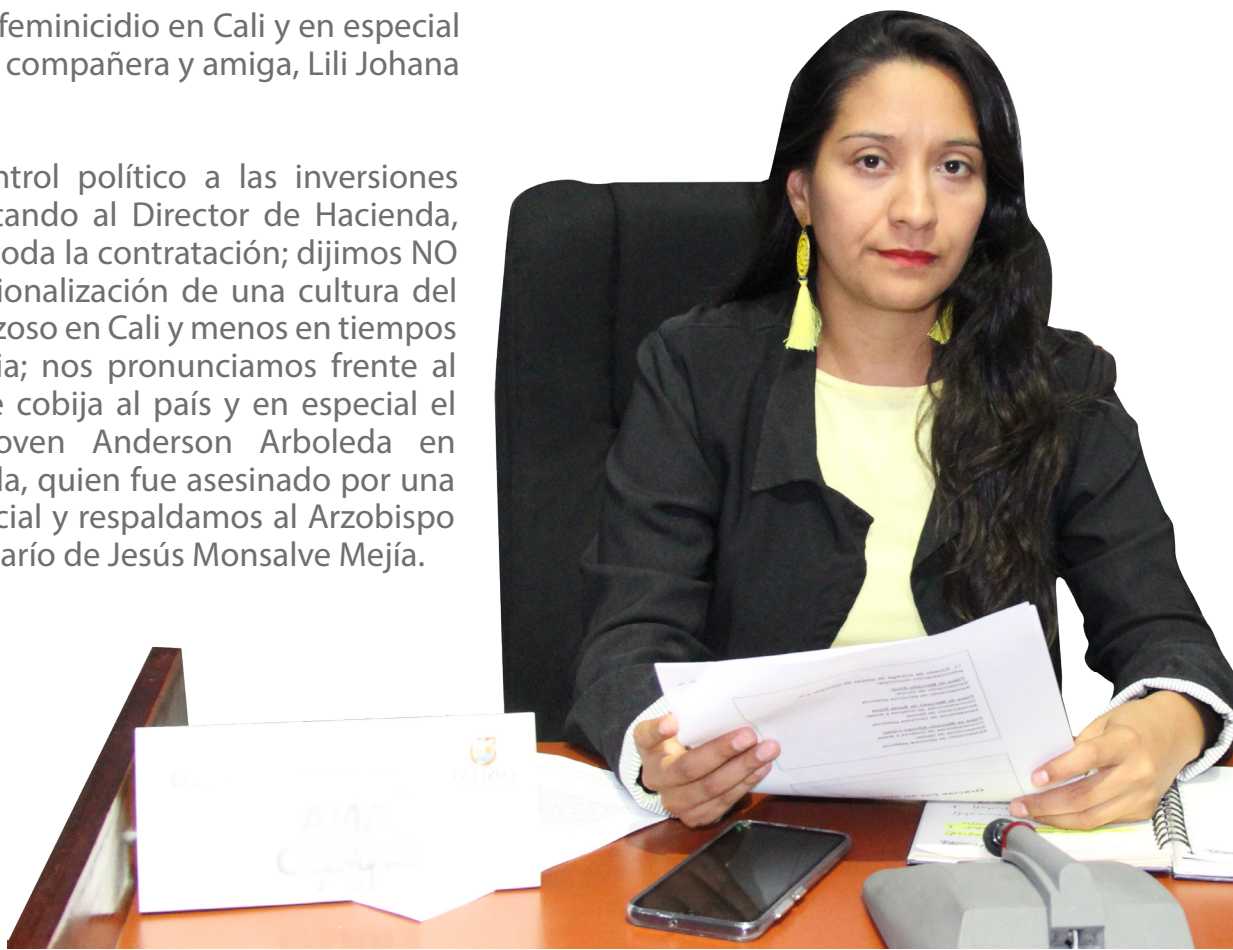 feminicidio en Cali y en especial
compañera y amiga, Lili Johana
ntrol político a las inversiones
tando al Director de Hacienda,
toda la contratación; dijimos NO
ionalización de una cultura del
zoso en Cali y menos en tiempos
ia; nos pronunciamos frente al
e cobija al país y en especial el
oven Anderson Arboleda en
la, quien fue asesinado por una
cial y respaldamos al Arzobispo
arío de Jesús Monsalve Mejía.